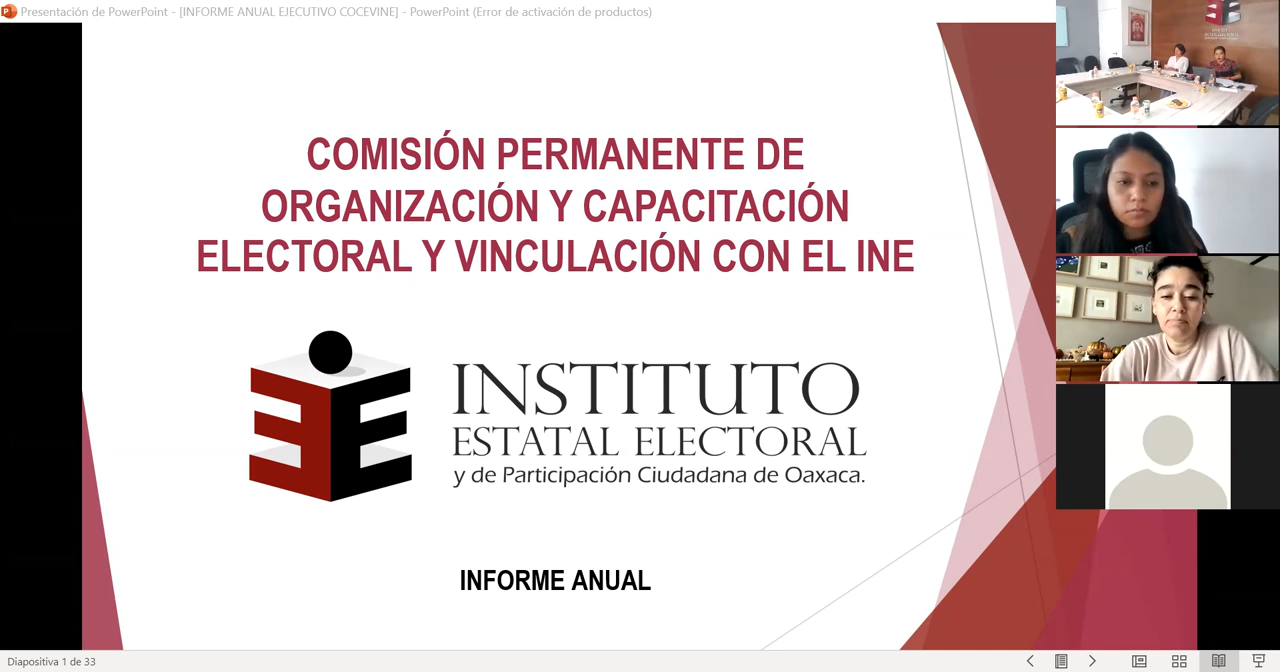 Presentación de PowerPoint - [INFORME ANUAL EJECUTIVO COCEVINE] - PowerPoint (Error de activación de productos)
COMISIÓN PERMANENTE DE
ORGANIZACIÓN Y CAPACITACIÓN
ELECTORAL Y VINCULACIÓN CON EL INE
INSTITUTO
ESTATAL ELECTORAL
y de Participación Ciudadana de Oaxaca.
INFORME ANUAL
Diapositiva 1 de 33